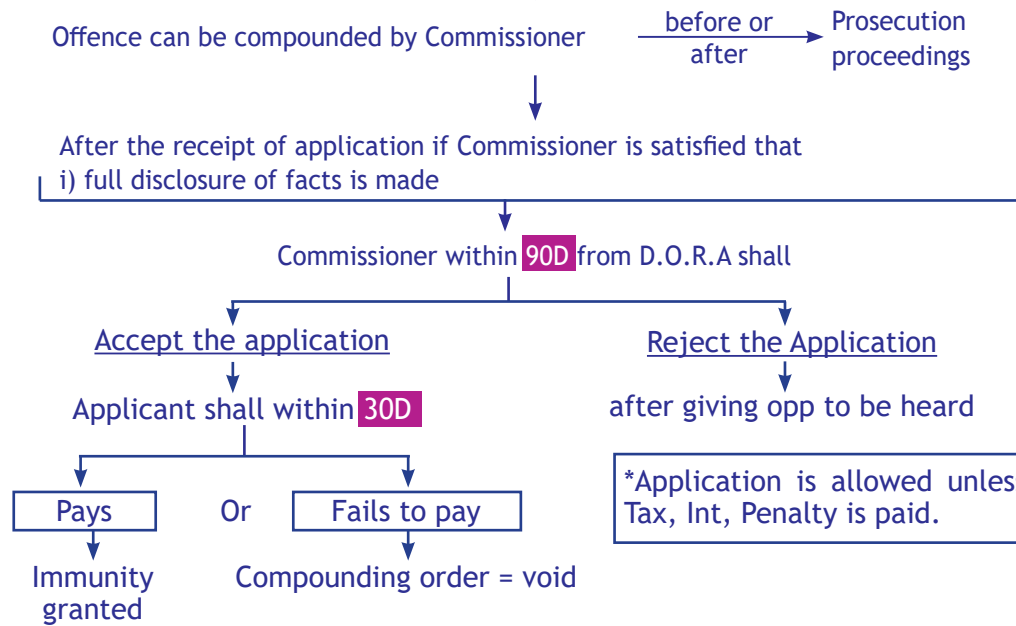 Offence can be compounded by Commissioner
before or
after
Prosecution
proceedings
After the receipt of application if Commissioner is satisfied that
i) full disclosure of facts is made
Commissioner within 90D from D.O.R.A shall
Accept the application
Reject the Application
Applicant shall within 30D
after giving opp to be heard
Pays
Or
Fails to pay
*Application is allowed unles
Tax, Int, Penalty is paid.
Immunity
granted
Compounding order = void